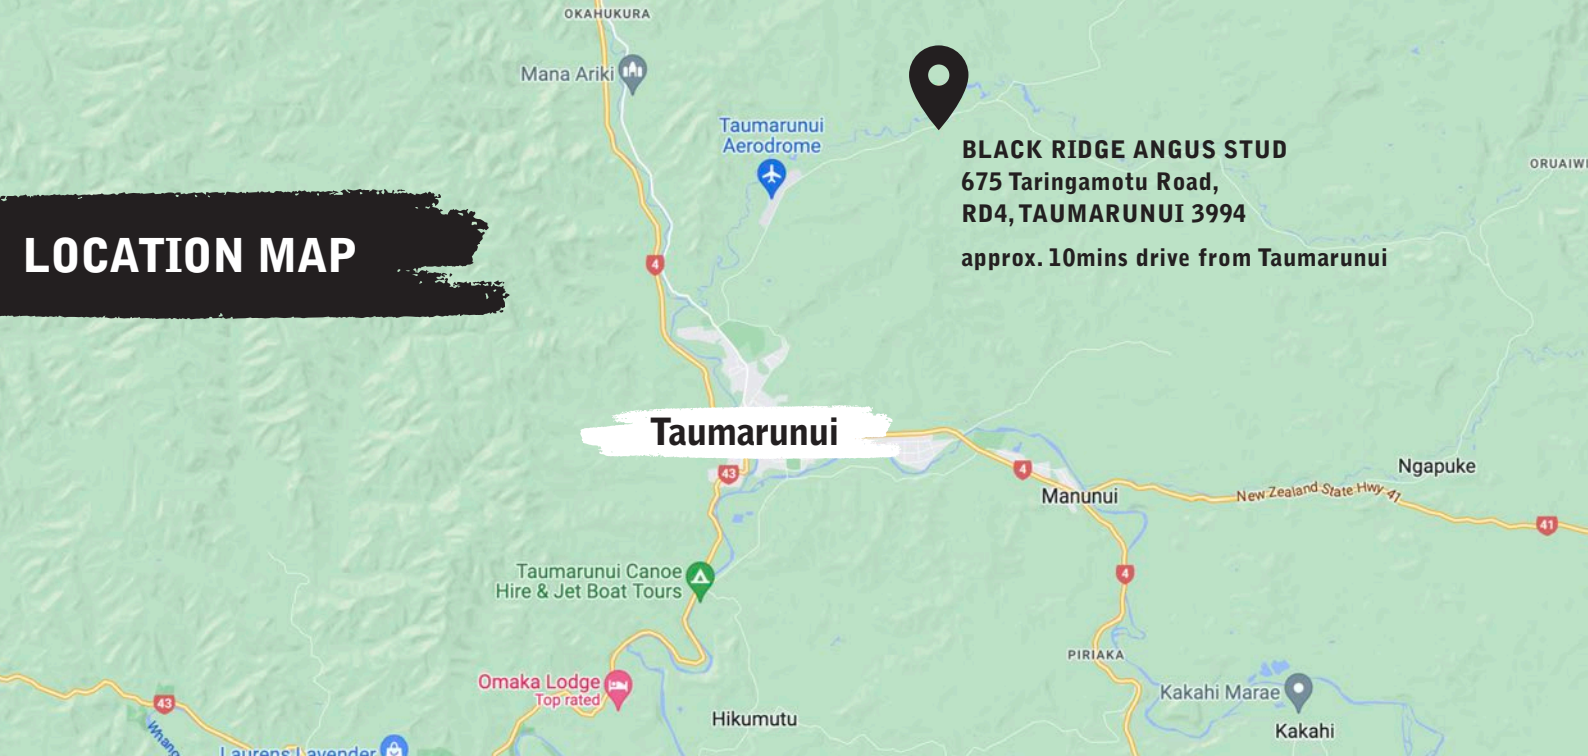 OKAHUKURA
Mana Ariki
Taumarunui
Aerodrome
BLACK RIDGE ANGUS STUD
675 Taringamotu Road,
RD4, TAUMARUNUI 3994
approx. 10mins drive from Taumarunui
LOCATION MAP
4
Taumarunui
43
4
Manunui
Ngapuke
New Zealand State Hwy 41
41
Taumarunui Canoe
Hire & Jet Boat Tours
4
PIRIAKA
Omaka Lodge
Top rated
43
Kakahi Marae
Kakahi
Hikumutu
Laurens Lavender